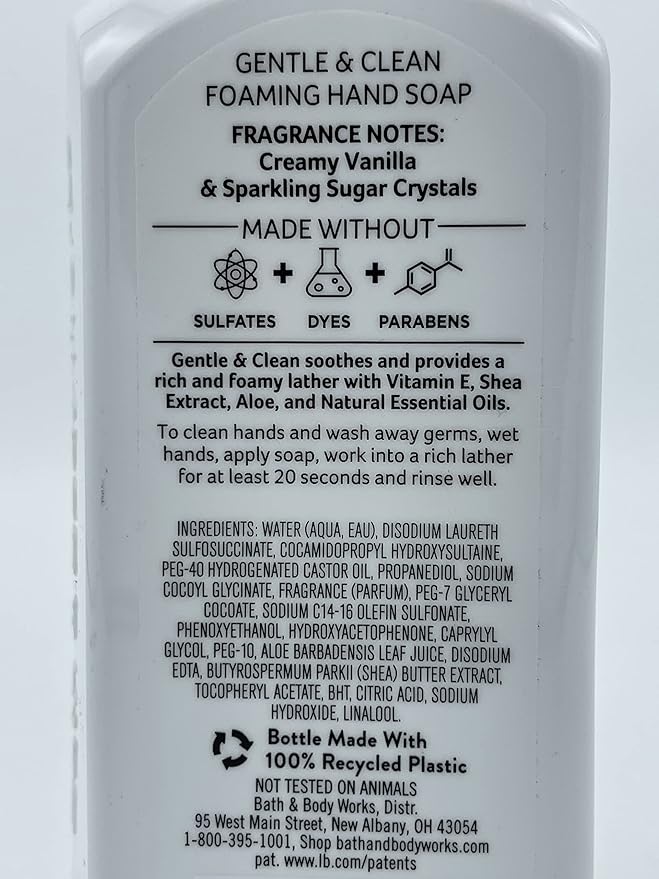 GENTLE & CLEAN
FOAMING HAND SOAP
FRAGRANCE NOTES:
Creamy Vanilla
& Sparkling Sugar Crystals
MADE WITHOUT
+ +
SULFATES DYES PARABENS
Gentle & Clean soothes and provides a
rich and foamy lather with Vitamin E, Shea
Extract, Aloe, and Natural Essential Oils.
To clean hands and wash away germs, wet
hands, apply soap, work into a rich lather
for at least 20 seconds and rinse well.
INGREDIENTS: WATER (AQUA, EAU), DISODIUM LAURETH
SULFOSUCCINATE, COCAMIDOPROPYL HYDROXYSULTAINE,
PEG-40 HYDROGENATED CASTOR OIL, PROPANEDIOL, SODIUM
COCOYL GLYCINATE, FRAGRANCE (PARFUM), PEG-7 GLYCERYL
COCOATE, SODIUM C14-16 OLEFIN SULFONATE,
PHENOXYETHANOL, HYDROXYACETOPHENONE, CAPRYLYL
GLYCOL, PEG-10, ALOE BARBADENSIS LEAF JUICE, DISODIUM
EDTA, BUTYROSPERMUM PARKII (SHEA) BUTTER EXTRACT,
TOCOPHERYL ACETATE, BHT, CITRIC ACID, SODIUM
HYDROXIDE, LINALOOL.
Bottle Made With
100% Recycled Plastic
NOT TESTED ON ANIMALS
Bath & Body Works, Distr.
95 West Main Street, New Albany, OH 43054
1-800-395-1001, Shop bathandbodyworks.com
pat. www.lb.com/patents